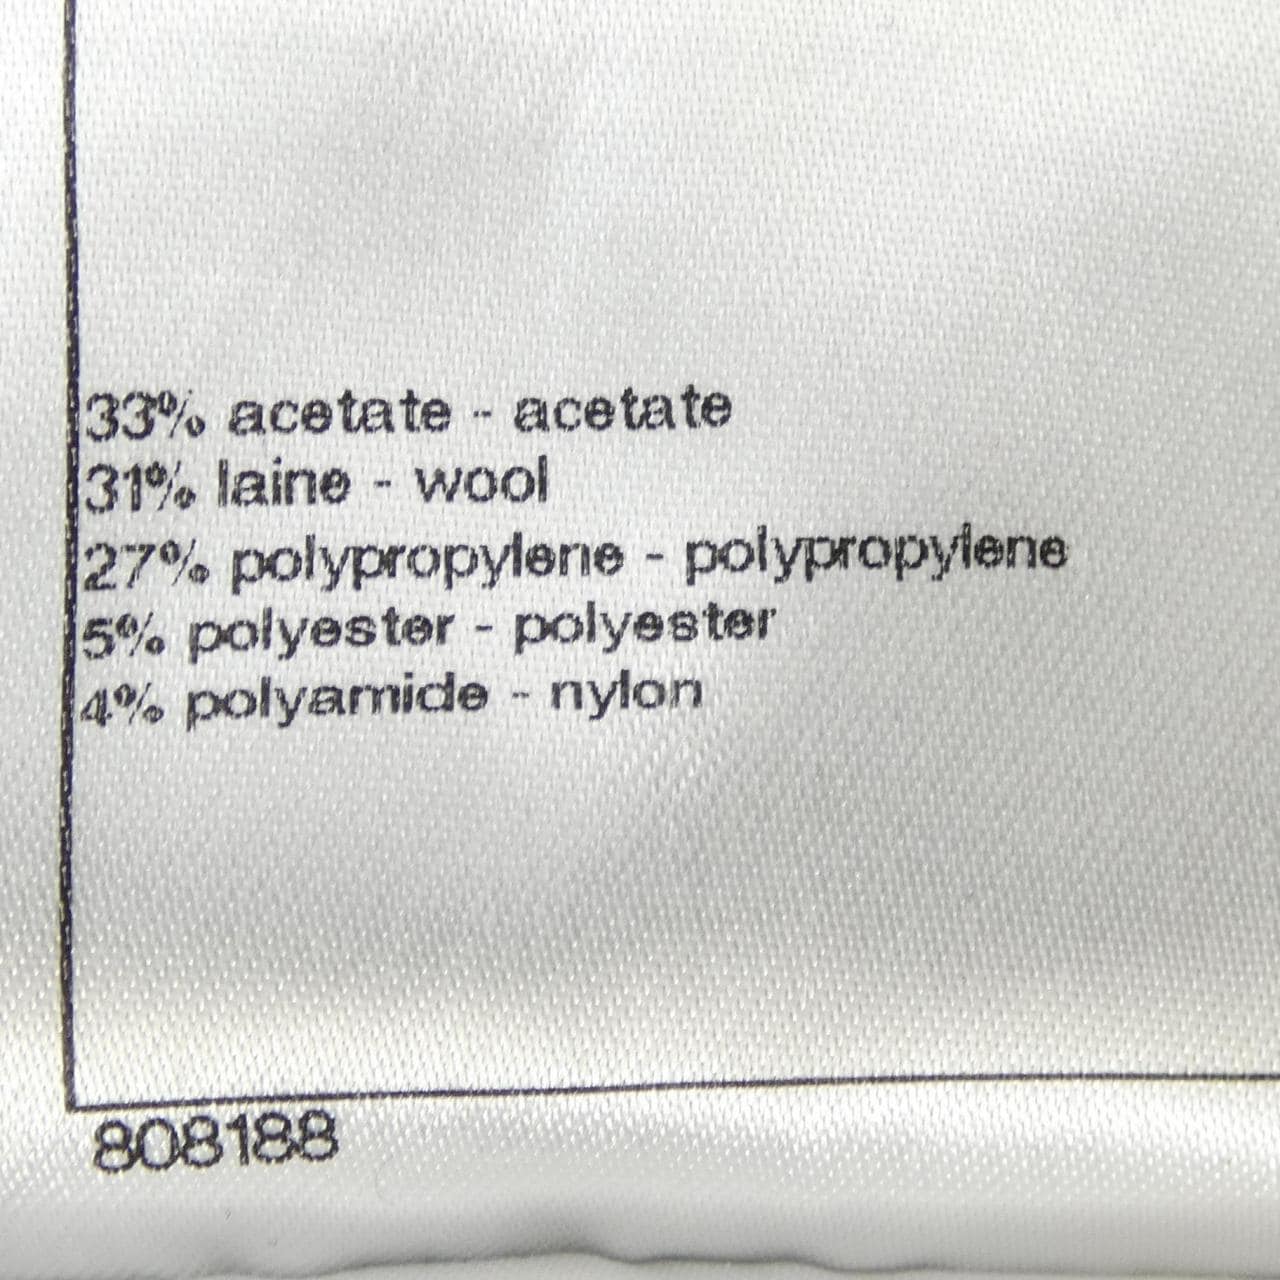 33% acetate - acetate
31% laine - wool
27% polypropylene - polypropylene
5% polyester - polyester
4% polyamide - nylon
808188